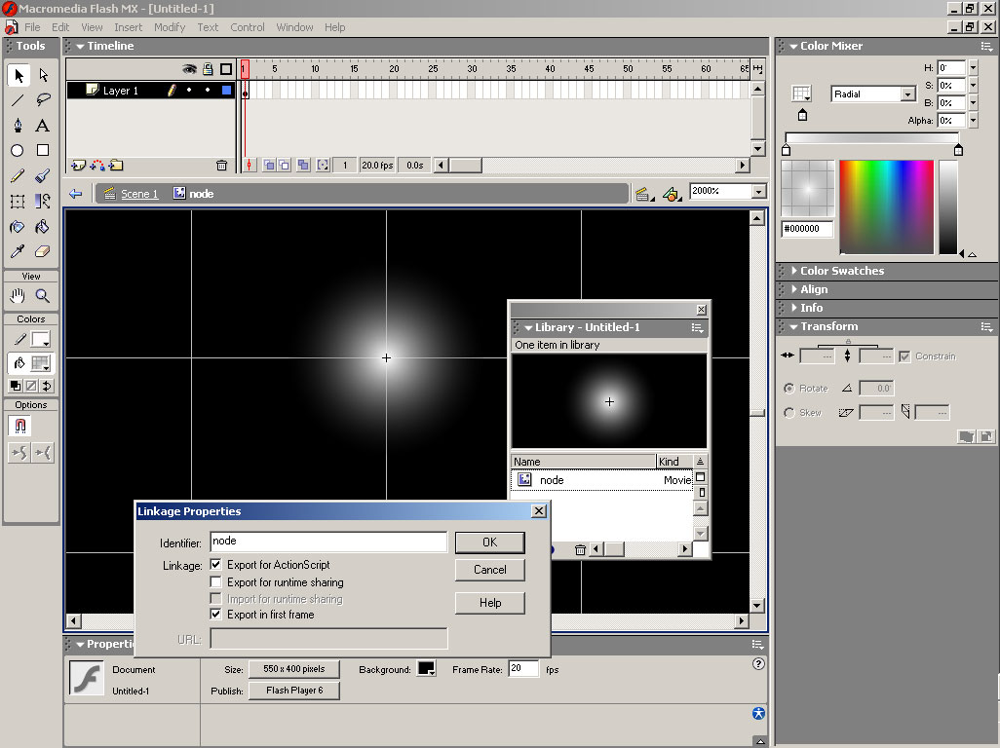 Macromedia Flash MX - [Untitled-1]
File Edit View Insert Modify Text Control Window Help
Tools
Timeline
Layer 1
1 5 10 15 20 25 30 35 40 45 50 55 60 65
1 20.0 fps 0.0s
Scene 1 node
2000%
View
Colors
Options
Color Mixer
H: 0°
S: 0%
B: 0%
Alpha: 0%
Radial
#000000
Color Swatches
Align
Info
Transform
Constrain
Rotate 0.0°
Skew
Library - Untitled-1
One item in library
Name Kind
node Movie
Linkage Properties
Identifier: node
OK
Linkage: Export for ActionScript
Cancel
Export for runtime sharing
Import for runtime sharing
Help
Export in first frame
URL:
Properti
Document
Untitled-1
Size: 550 x 400 pixels
Background:
Frame Rate: 20 fps
Publish: Flash Player 6